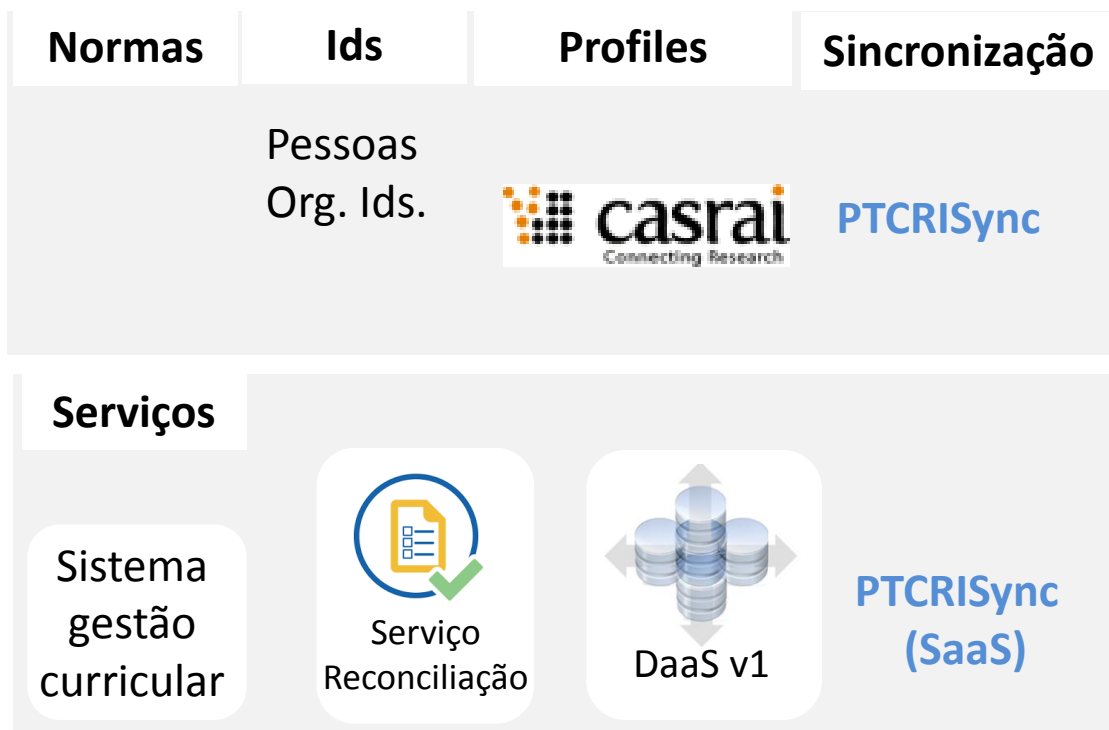 Normas
Ids
Profiles
Sincronização
Pessoas
Org. Ids.
casrai
Connecting Research
PTCRISync
Serviços
Sistema
gestão
curricular
Serviço
Reconciliação
DaaS v1
PTCRISync
(SaaS)